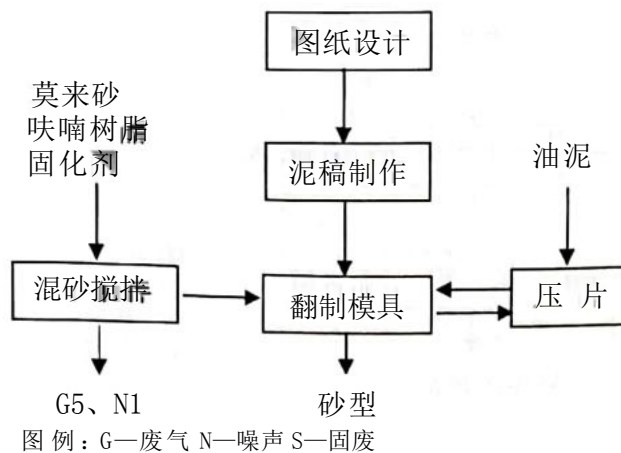 图纸设计
莫来砂
呋喃树脂
固化剂
泥稿制作
油泥
混砂搅拌
翻制模具
压 片
G5、N1
砂型
图例：G—废气 N—噪声 S—固废